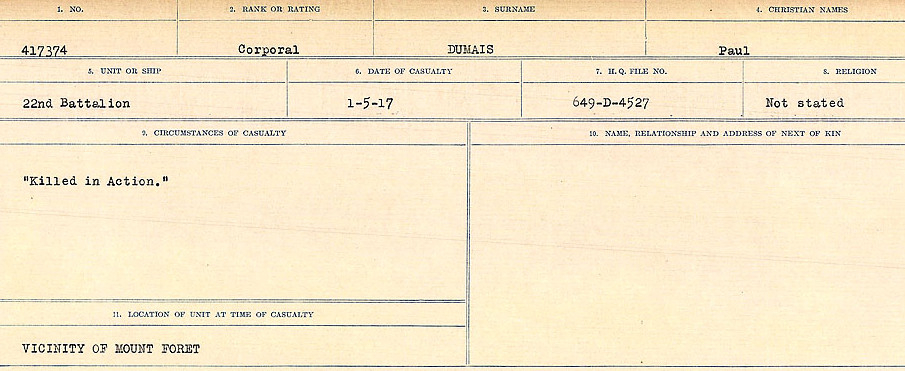 1. NO. 2. RANK OR RATING 3. SURNAME 4. CHRISTIAN NAMES
417374 Corporal DUMAIS Paul
5. UNIT OR SHIP 6. DATE OF CASUALTY 7. H. Q. FILE NO. 8. RELIGION
22nd Battalion 1-5-17 649-D-4527 Not stated
9. CIRCUMSTANCES OF CASUALTY
"Killed in Action."
10. NAME, RELATIONSHIP AND ADDRESS OF NEXT OF KIN
11. LOCATION OF UNIT AT TIME OF CASUALTY
VICINITY OF MOUNT FORET